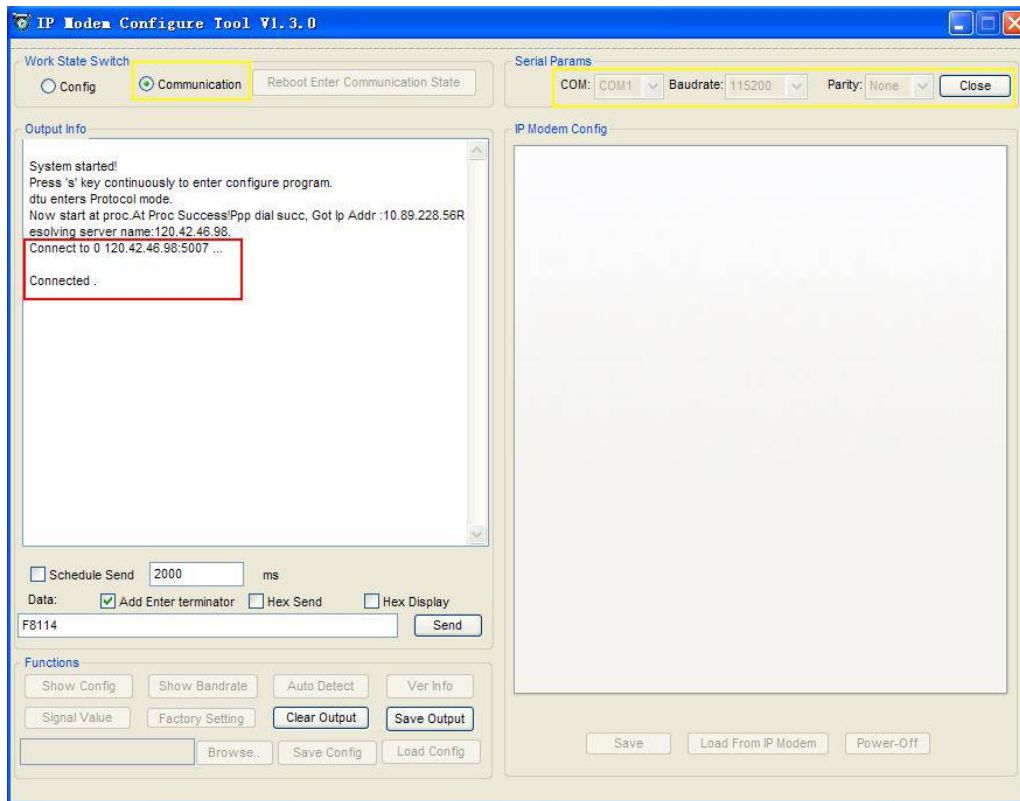 IP Modem Configure Tool V1.3.0
Work State Switch
Config
Communication
Reboot Enter Communication State
Serial Params
COM: COM1 Baudrate: 115200 Parity: None Close
Output Info
System started!
Press 's' key continuously to enter configure program.
dtu enters Protocol mode.
Now start at proc.At Proc Success!Ppp dial succ, Got Ip Addr :10.89.228.56R
esolving server name:120.42.46.98.
Connect to 0 120.42.46.98:5007 ...
Connected .
IP Modem Config
Schedule Send 2000 ms
Data: Add Enter terminator Hex Send Hex Display
F8114 Send
Functions
Show Config Show Bandrate Auto Detect Ver Info
Signal Value Factory Setting Clear Output Save Output
Browse.. Save Config Load Config
Save Load From IP Modem Power-Off